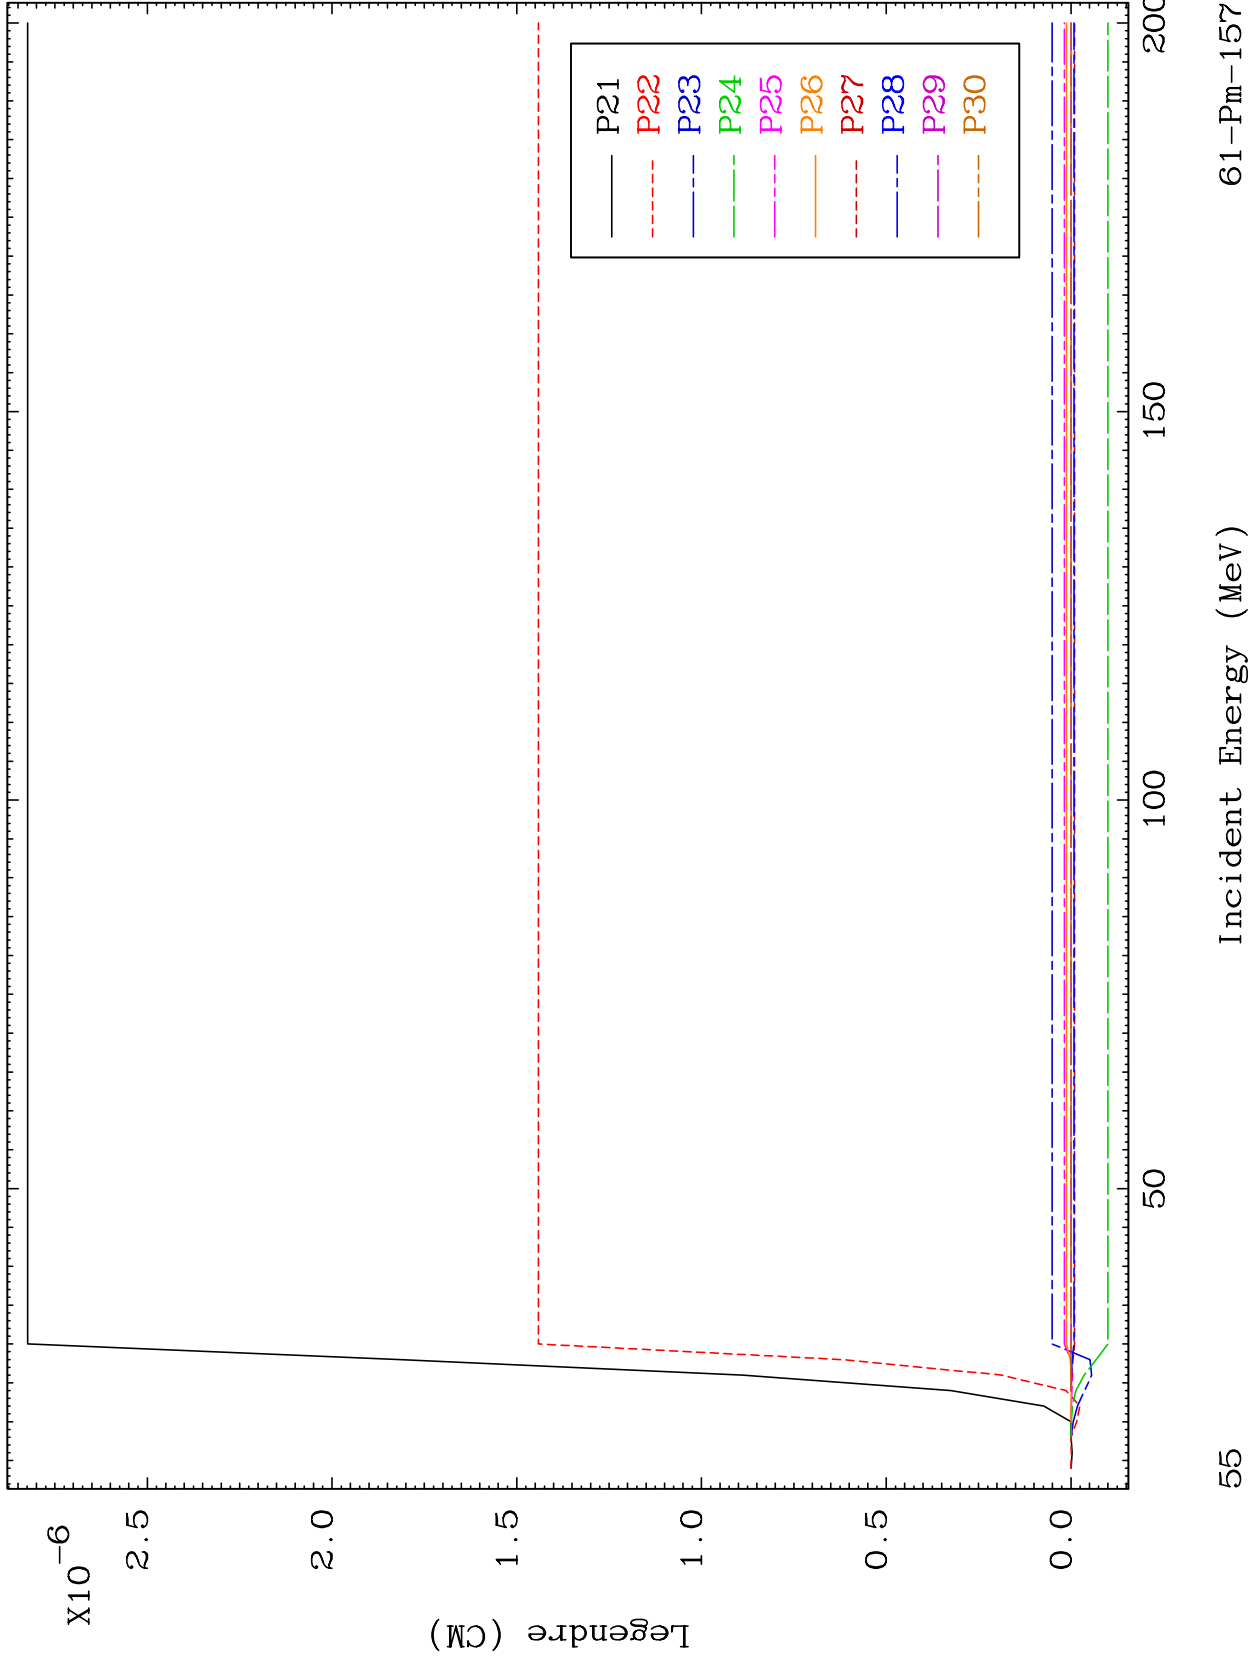 X10-6
2.5
2.0
1.5
1.0
0.5
0.0
Legendre (CM)
P21
P22
P23
P24
P25
P26
P27
P28
P29
P30
50
100
150
200
Incident Energy (MeV)
55
61-Pm-157